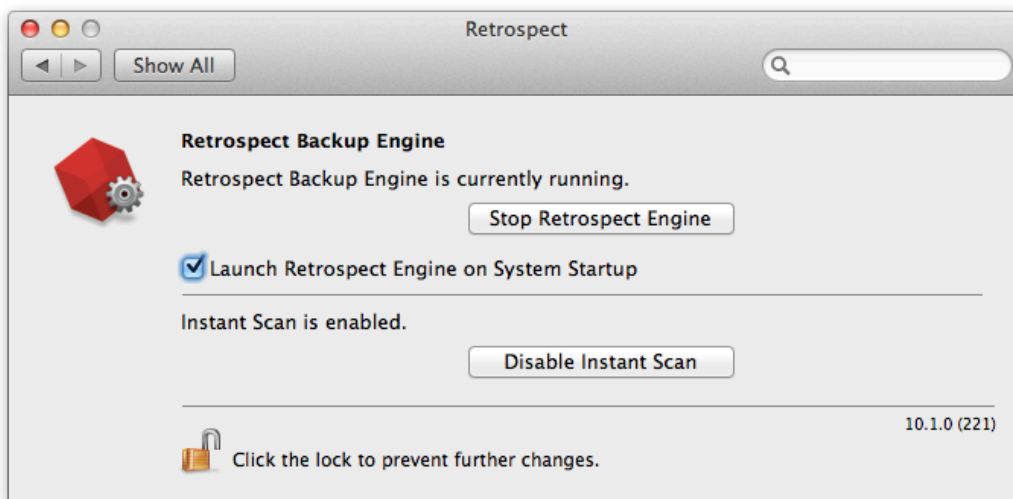 Retrospect
Show All
Retrospect Backup Engine
Retrospect Backup Engine is currently running.
Stop Retrospect Engine
Launch Retrospect Engine on System Startup
Instant Scan is enabled.
Disable Instant Scan
10.1.0 (221)
Click the lock to prevent further changes.